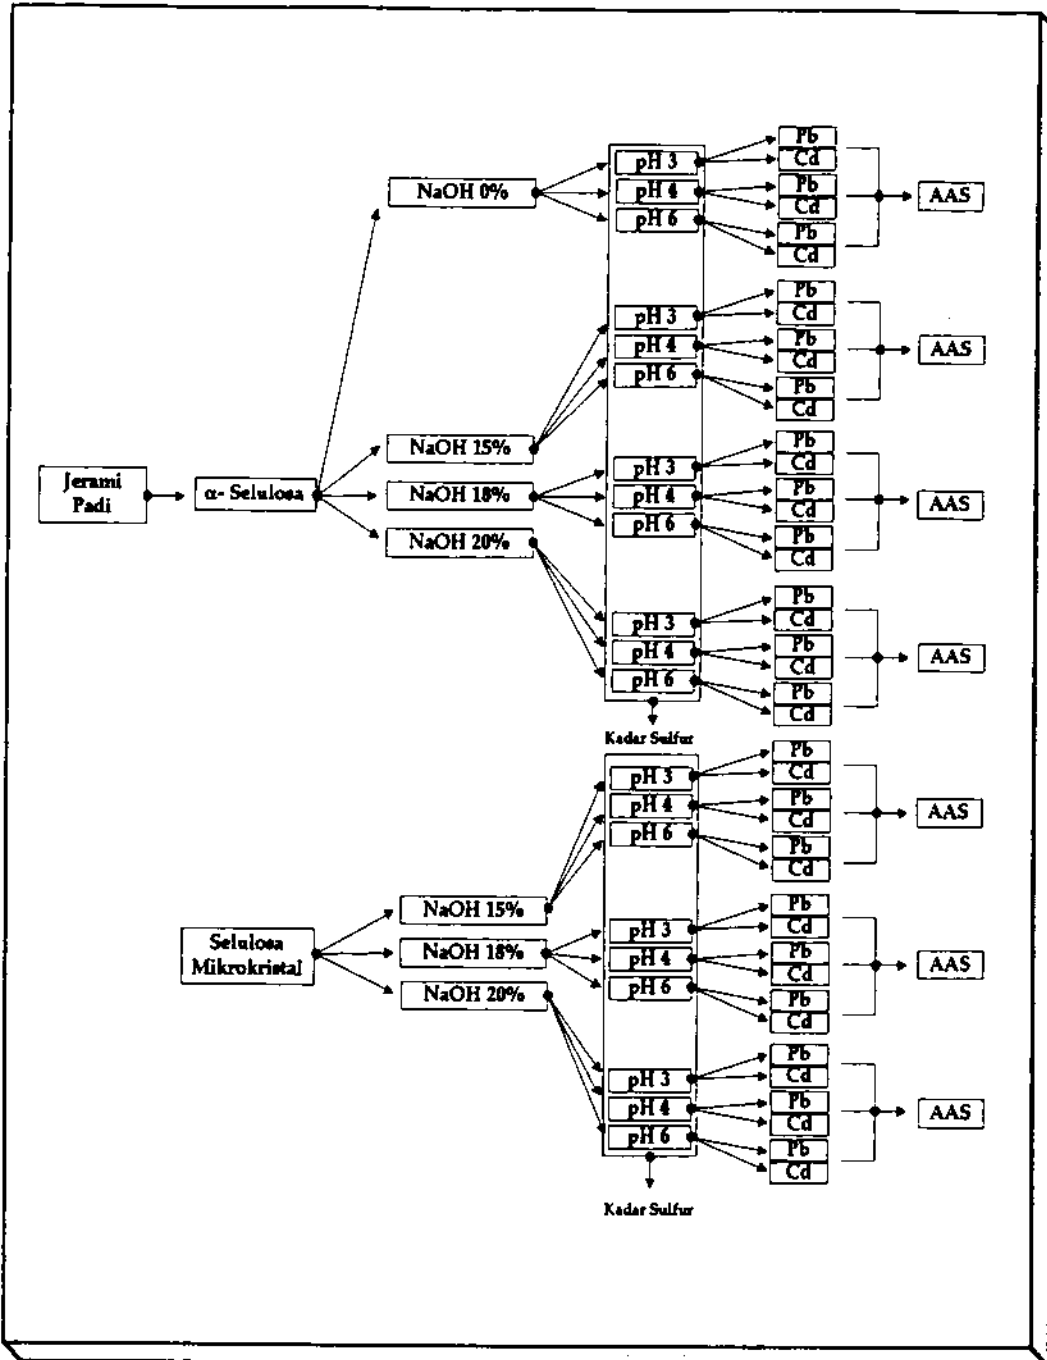 Jerami
Padi
α- Selulosa
NaOH 0%
NaOH 15%
NaOH 18%
NaOH 20%
pH 3
pH 4
pH 6
Pb
Cd
Pb
Cd
Pb
Cd
AAS
pH 3
pH 4
pH 6
Pb
Cd
Pb
Cd
Pb
Cd
AAS
pH 3
pH 4
pH 6
Pb
Cd
Pb
Cd
Pb
Cd
AAS
pH 3
pH 4
pH 6
Pb
Cd
Pb
Cd
Pb
Cd
AAS
Kadar Sulfur
Selulosa
Mikrokristal
NaOH 15%
NaOH 18%
NaOH 20%
pH 3
pH 4
pH 6
Pb
Cd
Pb
Cd
Pb
Cd
AAS
pH 3
pH 4
pH 6
Pb
Cd
Pb
Cd
Pb
Cd
AAS
pH 3
pH 4
pH 6
Pb
Cd
Pb
Cd
Pb
Cd
AAS
Kadar Sulfur